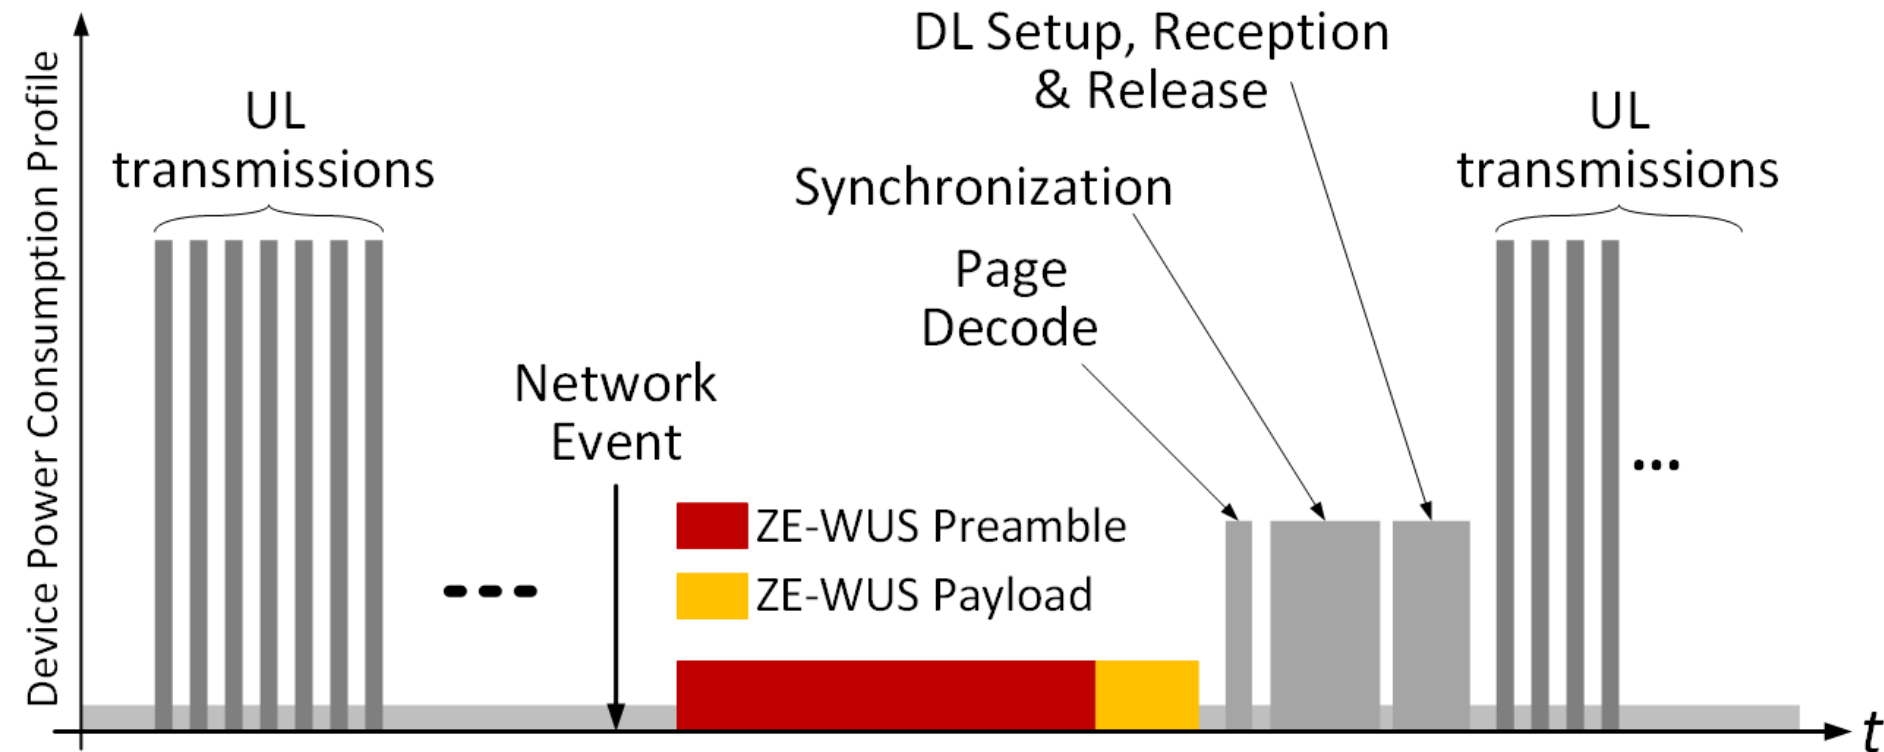 Device Power Consumption Profile
UL
transmissions
Network
Event
ZE-WUS Preamble
ZE-WUS Payload
Page
Decode
Synchronization
DL Setup, Reception
& Release
UL
transmissions
...
t